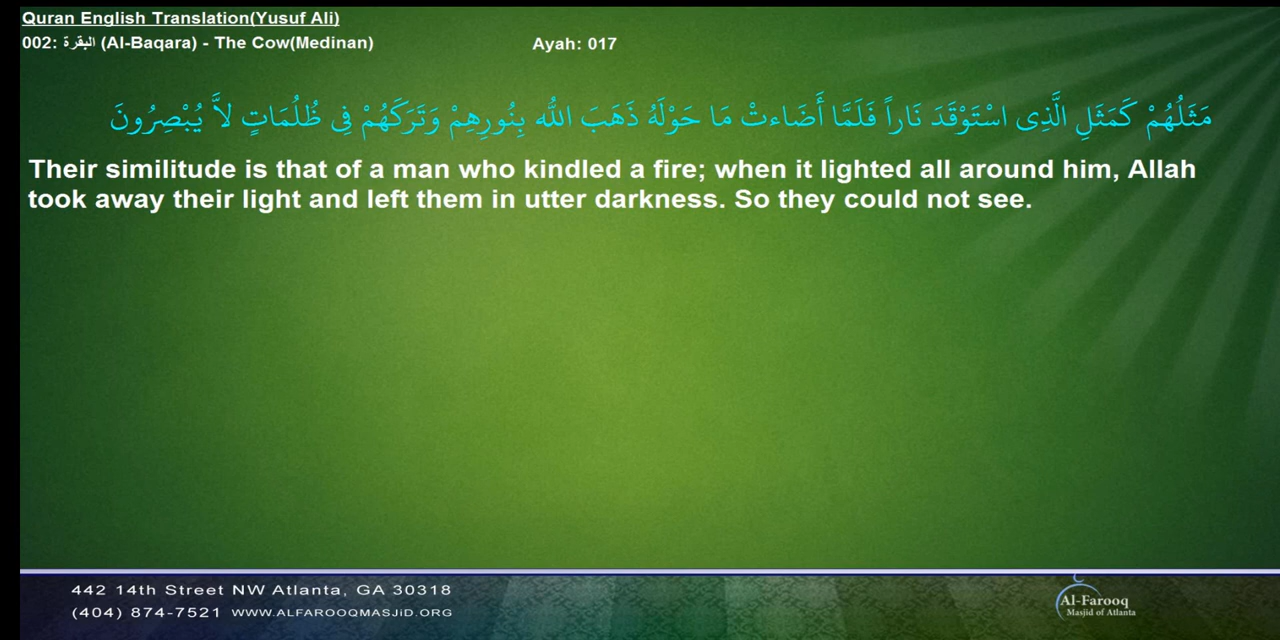 Quran English Translation(Yusuf Ali)
002: البقرة (Al-Baqara) - The Cow(Medinan)
Ayah: 017
مَثَلُهُمْ كَمَثَلِ الَّذِى اسْتَوْقَدَ نَاراً فَلَمَّا أَضَاءتْ مَا حَوْلَهُ ذَهَبَ اللّه بِنُورِهِمْ وَتَرَكَهُمْ فِى ظُلُمَاتٍ لاَّ يُبْصِرُونَ
Their similitude is that of a man who kindled a fire; when it lighted all around him, Allah
took away their light and left them in utter darkness. So they could not see.
442 14th Street NW Atlanta, GA 30318
(404) 874-7521 WWW.ALFAROOQMASJiD.ORG
Al-Farooq
Masjid of Atlanta